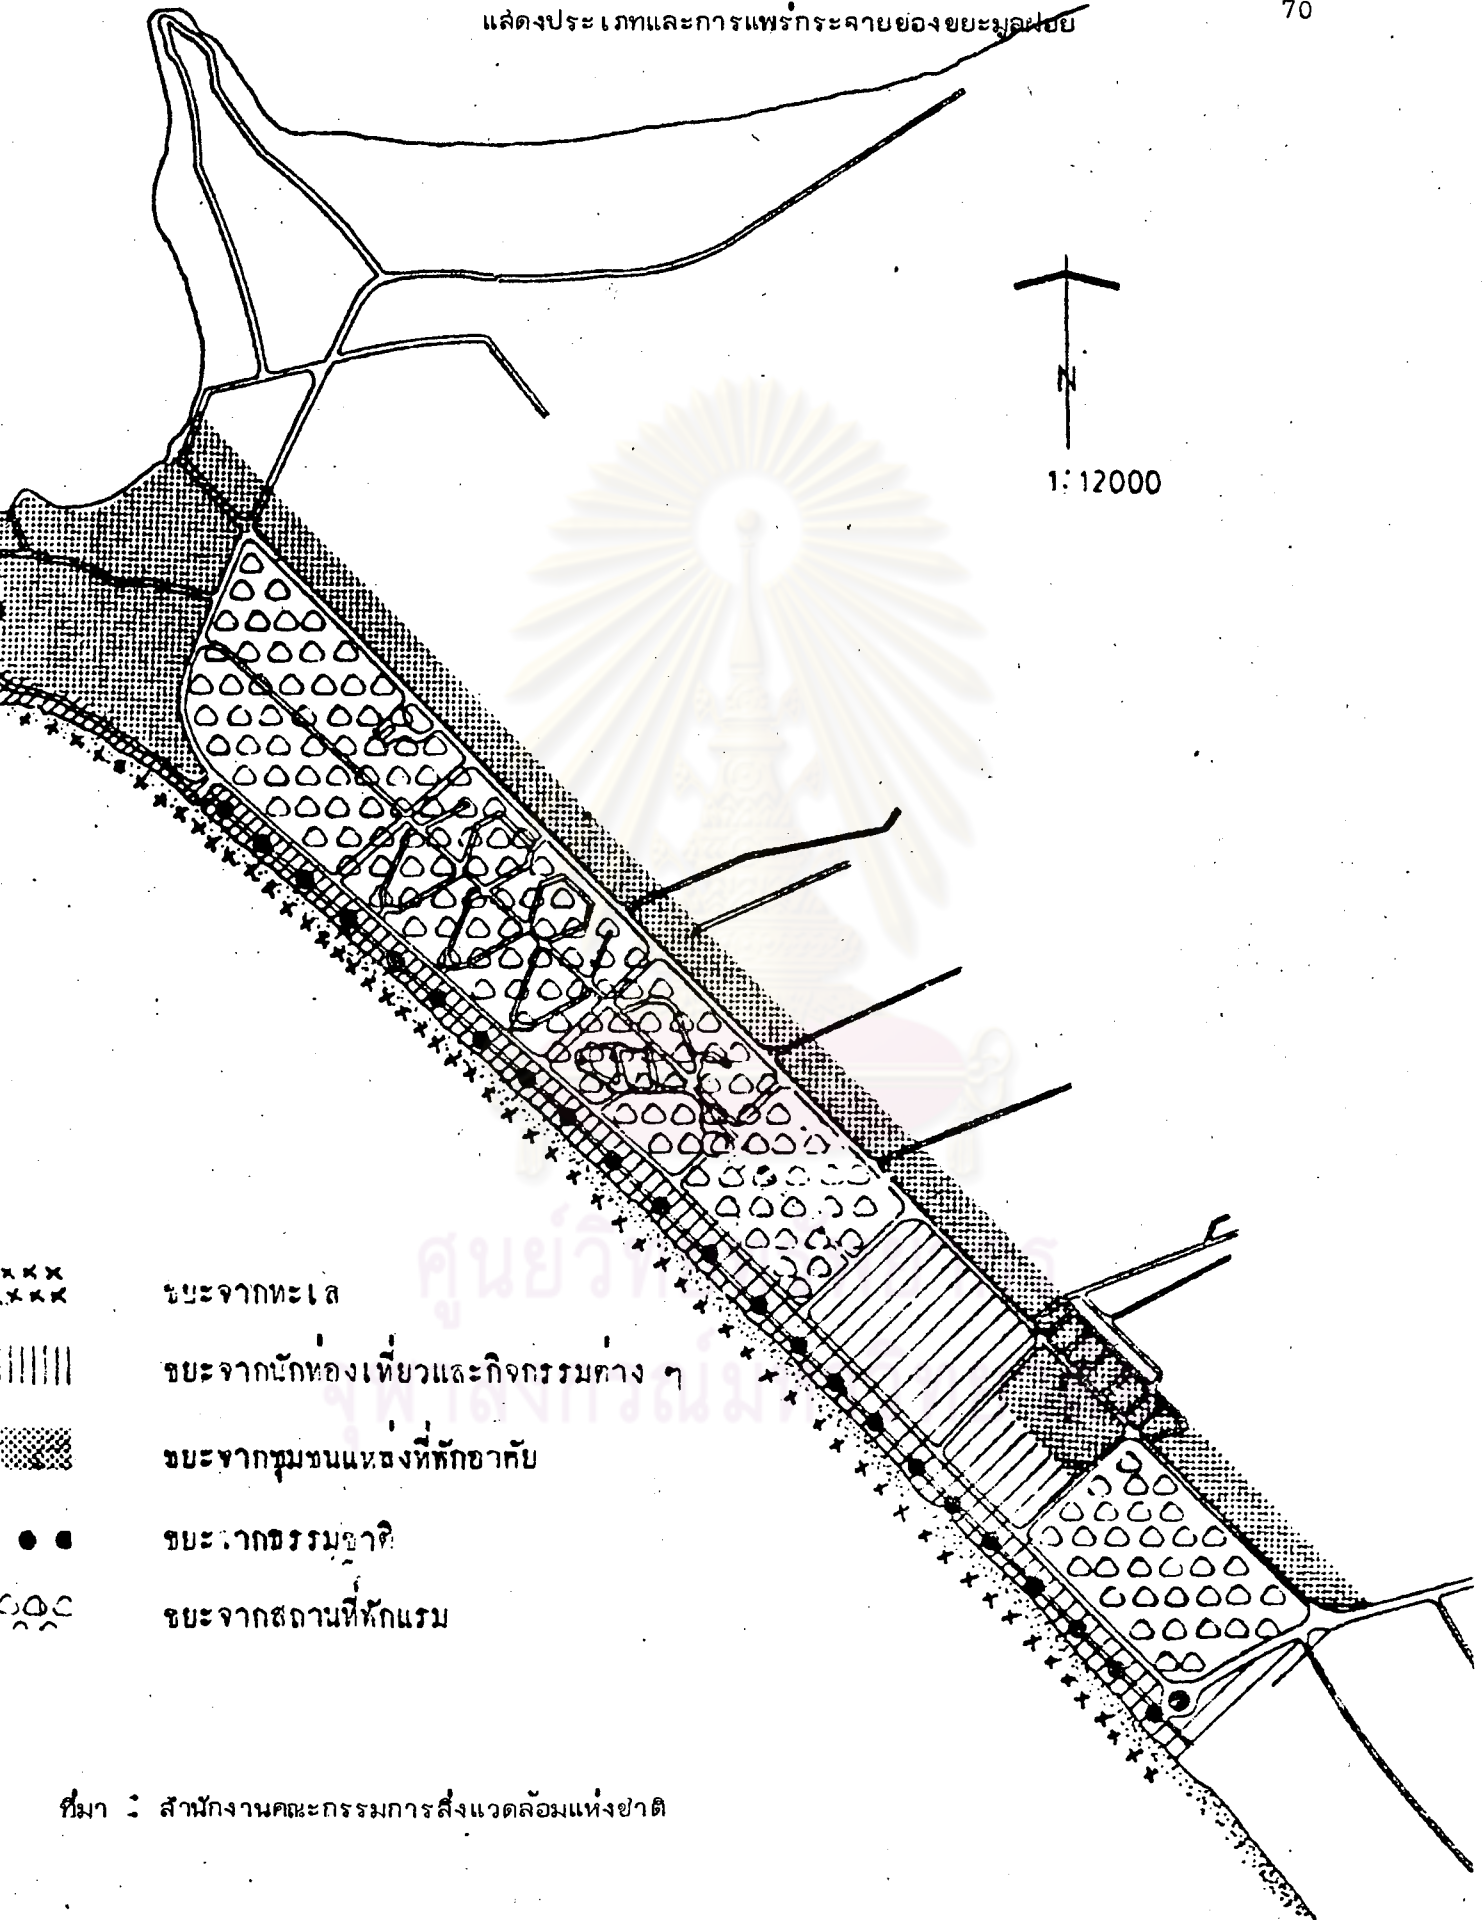 แสดงประเภทและการแพร่กระจายของขยะมูลฝอย
70
N
1:12000
ขยะจากทะเล
ขยะจากนักท่องเที่ยวและกิจกรรมต่าง ๆ
ขยะจากชุมชนแหล่งที่พักอาศัย
ขยะจากธรรมชาติ
ขยะจากสถานที่พักแรม
ที่มา : สำนักงานคณะกรรมการสิ่งแวดล้อมแห่งชาติ